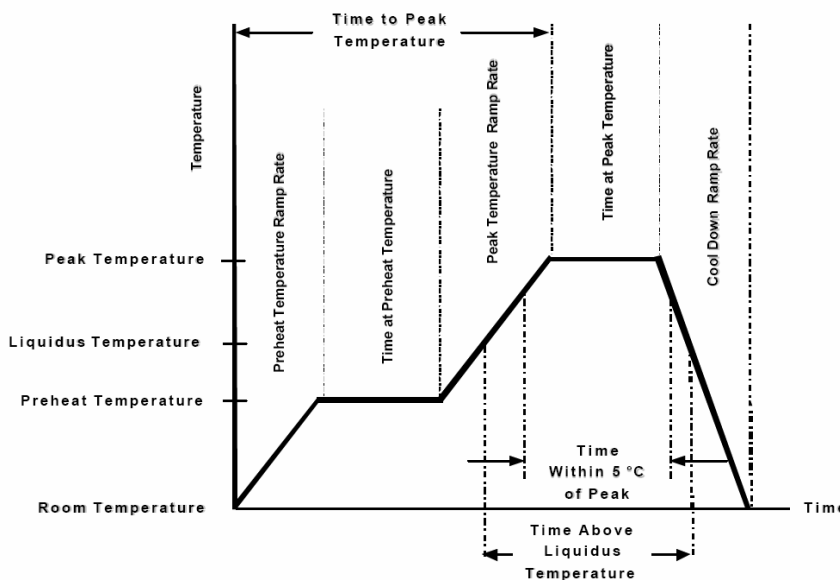 Time to Peak
Temperature
Temperature
Preheat Temperature Ramp Rate
Time at Preheat Temperature
Peak Temperature Ramp Rate
Time at Peak Temperature
Cool Down Ramp Rate
Peak Temperature
Liquidus Temperature
Preheat Temperature
Room Temperature
Time
Within 5 °C
of Peak
Time
Time Above
Liquidus
Temperature